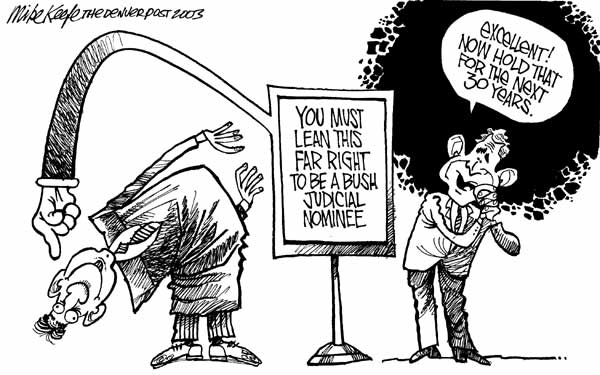 Mike Keefe THE DENVER POST 2003
EXCELLENT!
NOW HOLD THAT
FOR THE NEXT
30 YEARS.
YOU MUST
LEAN THIS
FAR RIGHT
TO BE A BUSH
JUDICIAL
NOMINEE